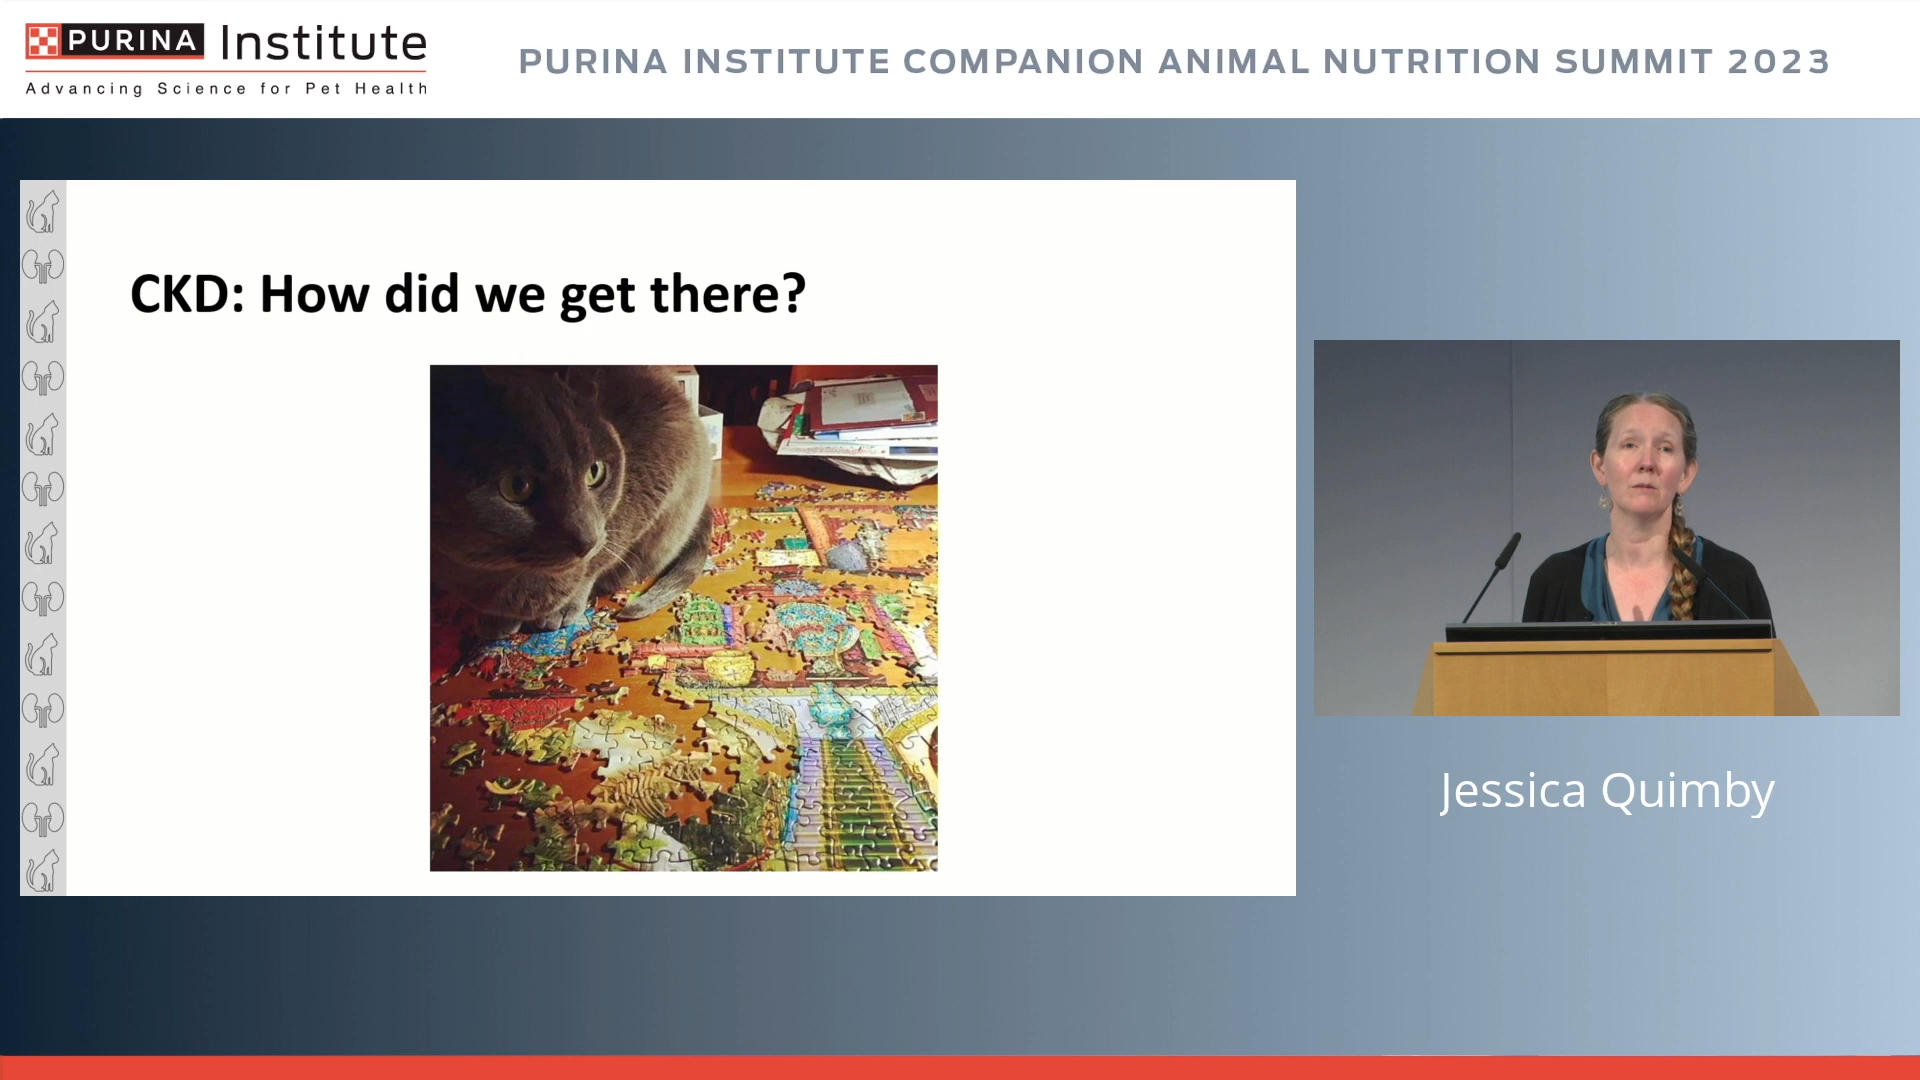 PURINA Institute
Advancing Science for Pet Health
PURINA INSTITUTE COMPANION ANIMAL NUTRITION SUMMIT 2023
CKD: How did we get there?
Jessica Quimby